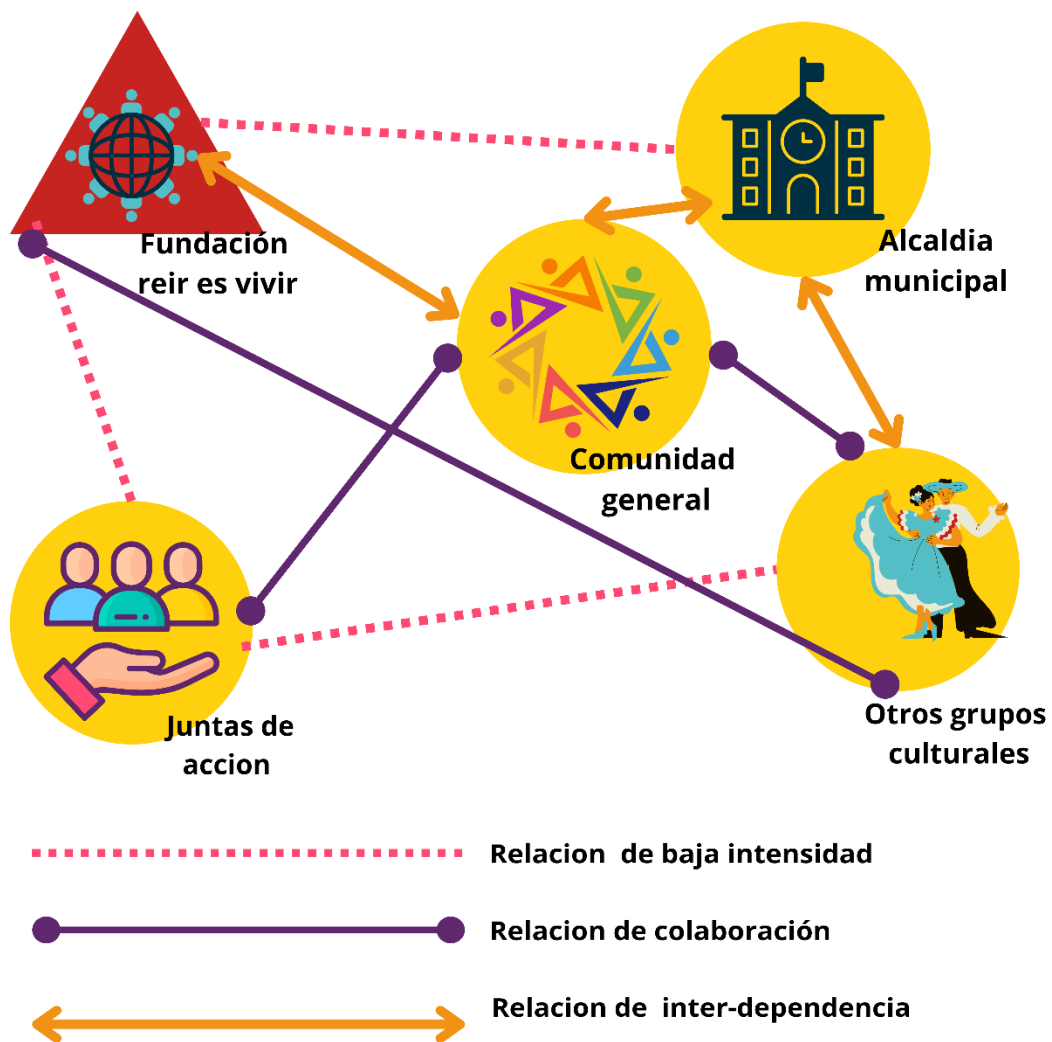 Fundación
reir es vivir
Alcaldia
municipal
Comunidad
general
Juntas de
accion
Otros grupos
culturales
Relacion de baja intensidad
Relacion de colaboración
Relacion de inter-dependencia